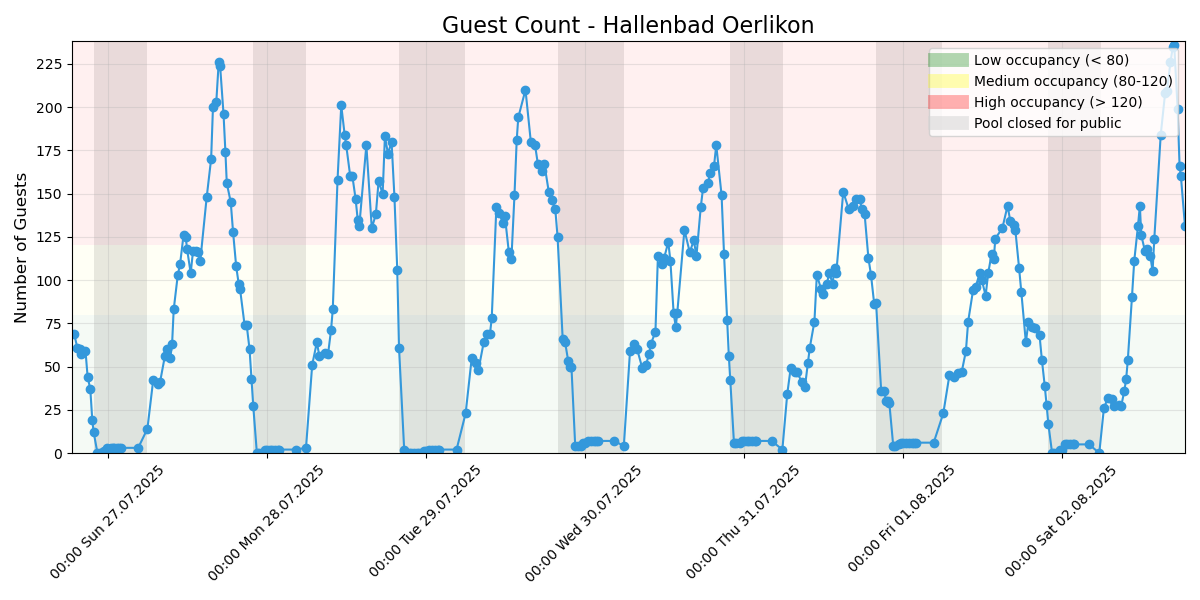 Guest Count - Hallenbad Oerlikon
Number of Guests
225
200
175
150
125
100
75
50
25
0
Low occupancy (< 80)
Medium occupancy (80-120)
High occupancy (> 120)
Pool closed for public
00:00 Sun 27.07.2025
00:00 Mon 28.07.2025
00:00 Tue 29.07.2025
00:00 Wed 30.07.2025
00:00 Thu 31.07.2025
00:00 Fri 01.08.2025
00:00 Sat 02.08.2025